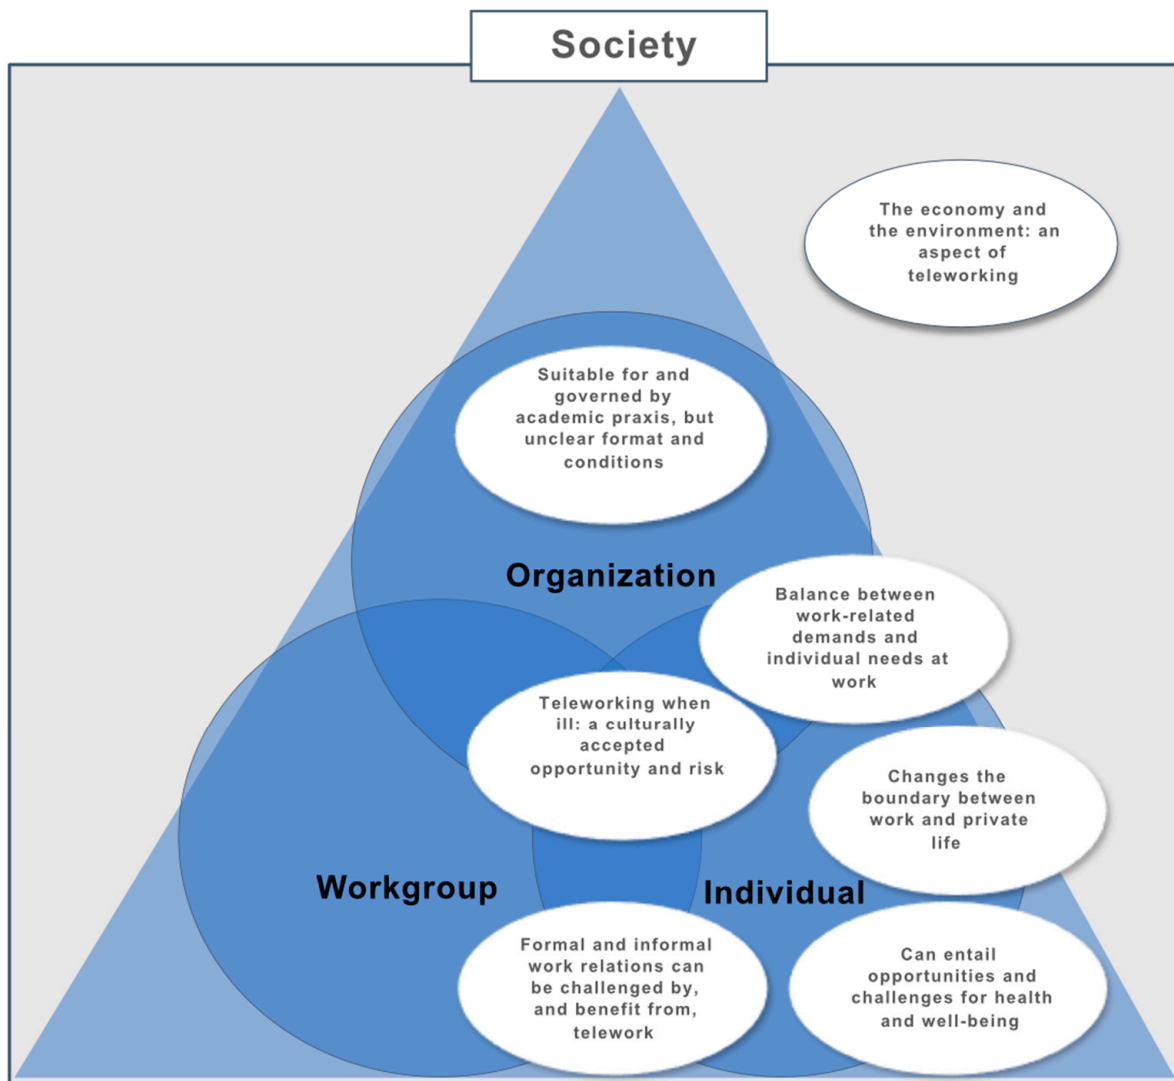 Society
The economy and
the environment: an
aspect of
teleworking
Suitable for and
governed by
academic praxis, but
unclear format and
conditions
Organization
Balance between
work-related
demands and
individual needs at
work
Teleworking when
ill: a culturally
accepted
opportunity and risk
Changes the
boundary between
work and private
life
Workgroup
Individual
Formal and informal
work relations can
be challenged by,
and benefit from,
telework
Can entail
opportunities and
challenges for health
and well-being